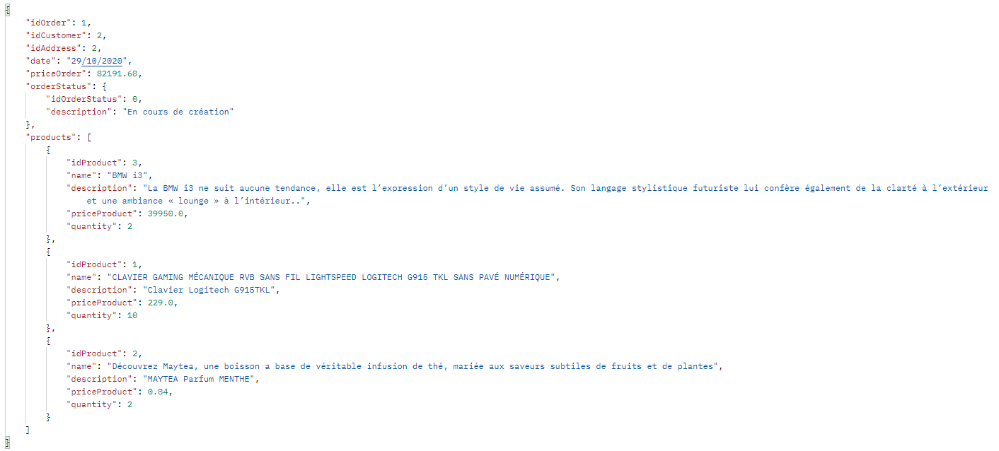 {
    "idOrder": 1,
    "idCustomer": 2,
    "idAddress": 2,
    "date": "29/10/2020",
    "priceOrder": 82191.68,
    "orderStatus": {
        "idOrderStatus": 0,
        "description": "En cours de création"
    },
    "products": [
        {
            "idProduct": 3,
            "name": "BMW i3",
            "description": "La BMW i3 ne suit aucune tendance, elle est l’expression d’un style de vie assumé. Son langage stylistique futuriste lui confère également de la clarté à l’extérieur
                et une ambiance « lounge » à l’intérieur..",
            "priceProduct": 39950.0,
            "quantity": 2
        },
        {
            "idProduct": 1,
            "name": "CLAVIER GAMING MÉCANIQUE RVB SANS FIL LIGHTSPEED LOGITECH G915 TKL SANS PAVÉ NUMÉRIQUE",
            "description": "Clavier Logitech G915TKL",
            "priceProduct": 229.0,
            "quantity": 10
        },
        {
            "idProduct": 2,
            "name": "Découvrez Maytea, une boisson a base de véritable infusion de thé, mariée aux saveurs subtiles de fruits et de plantes",
            "description": "MAYTEA Parfum MENTHE",
            "priceProduct": 0.84,
            "quantity": 2
        }
    ]
}